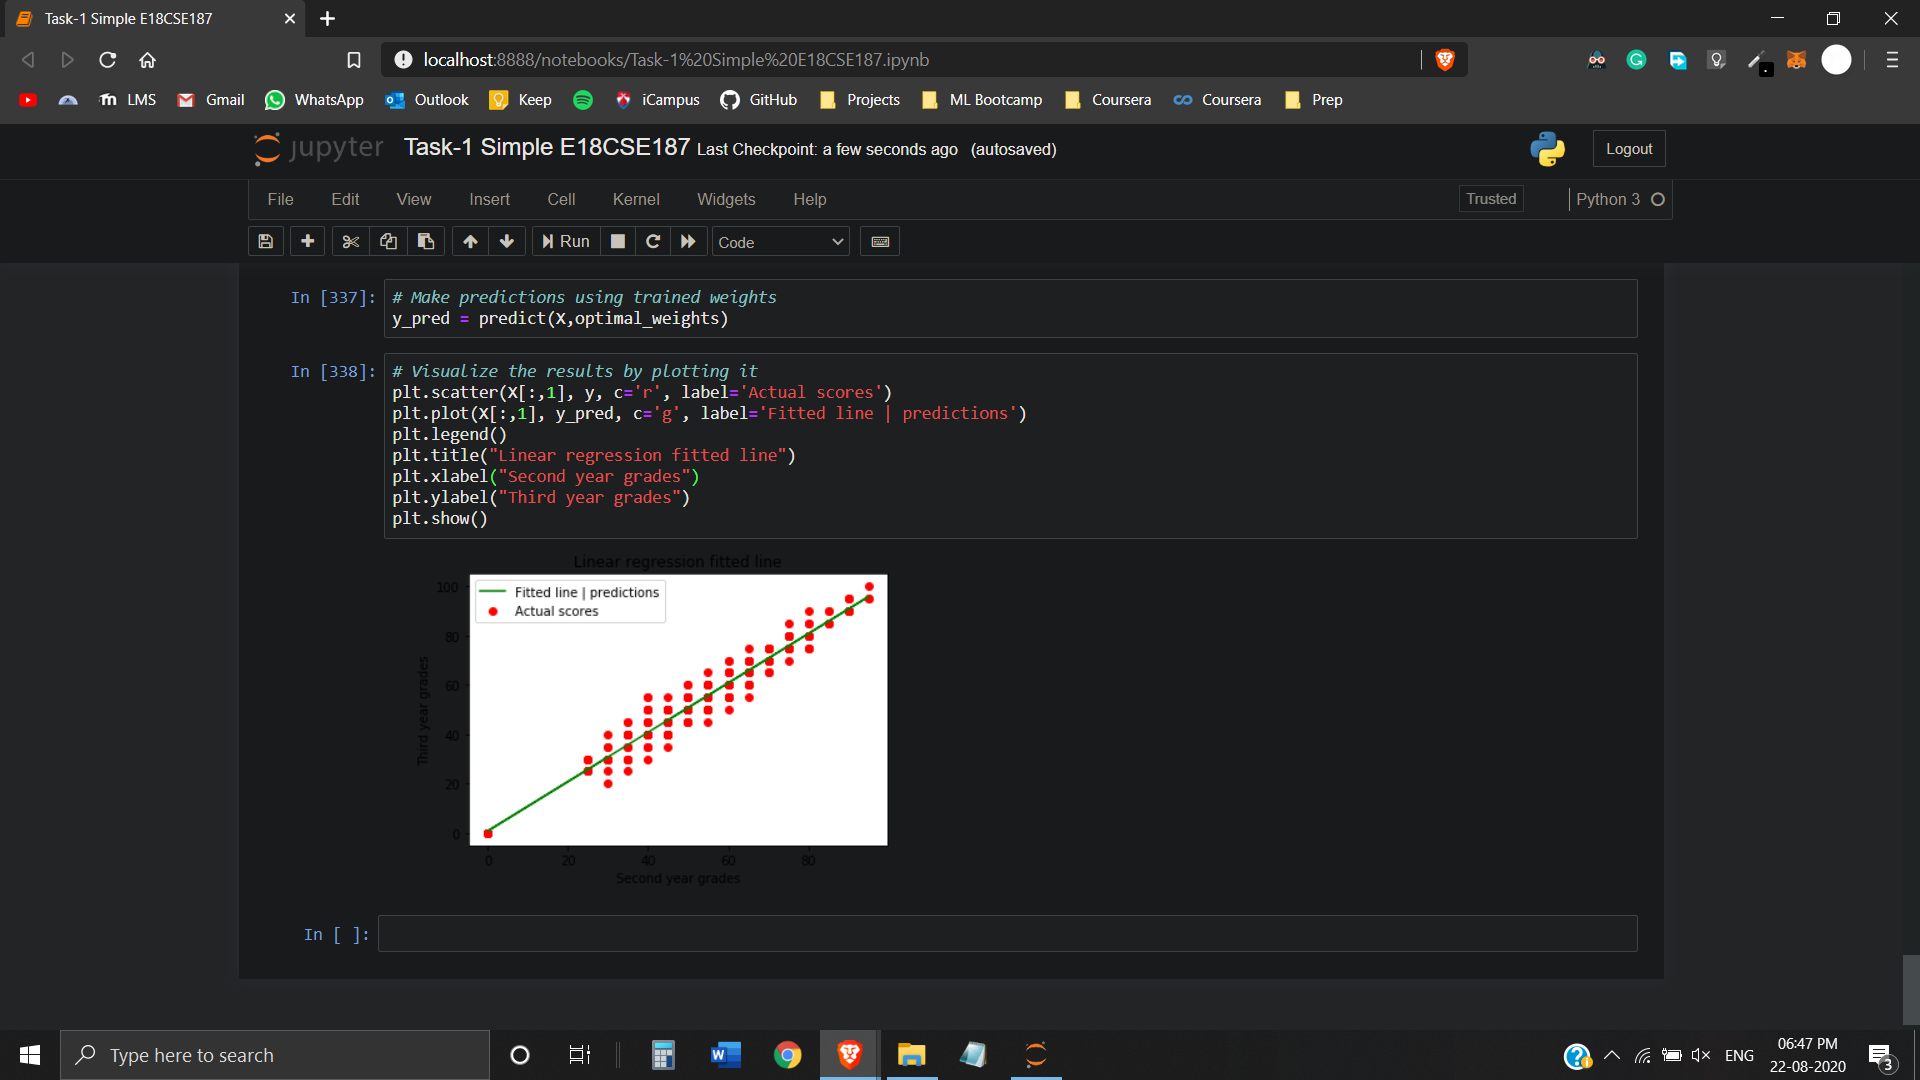 Task-1 Simple E18CSE187
localhost:8888/notebooks/Task-1%20Simple%20E18CSE187.ipynb
LMS Gmail WhatsApp Outlook Keep iCampus GitHub Projects ML Bootcamp Coursera Coursera Prep
jupyter Task-1 Simple E18CSE187 Last Checkpoint: a few seconds ago (autosaved) Logout
File Edit View Insert Cell Kernel Widgets Help Trusted Python 3
Run Code
In [337]: # Make predictions using trained weights
y_pred = predict(X,optimal_weights)
In [338]: # Visualize the results by plotting it
plt.scatter(X[:,1], y, c='r', label='Actual scores')
plt.plot(X[:,1], y_pred, c='g', label='Fitted line | predictions')
plt.legend()
plt.title("Linear regression fitted line")
plt.xlabel("Second year grades")
plt.ylabel("Third year grades")
plt.show()
Linear regression fitted line
Fitted line | predictions
Actual scores
100
80
60
40
20
0
Third year grades
0 20 40 60 80
Second year grades
In [ ]:
Type here to search
ENG
06:47 PM
22-08-2020
3